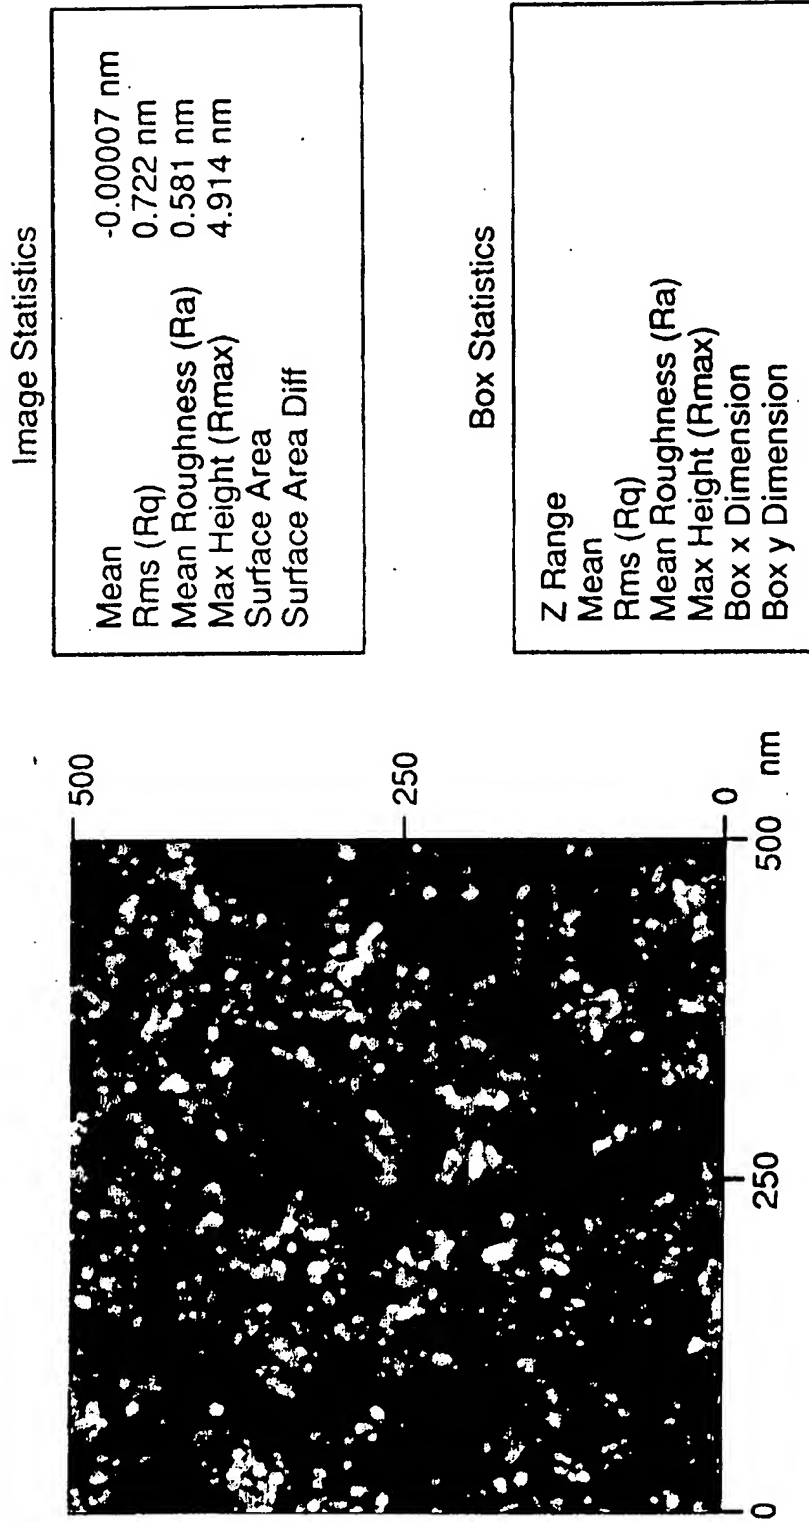 Image Statistics
Mean -0.00007 nm
Rms (Rq) 0.722 nm
Mean Roughness (Ra) 0.581 nm
Max Height (Rmax) 4.914 nm
Surface Area
Surface Area Diff
Box Statistics
Z Range
Mean
Rms (Rq)
Mean Roughness (Ra)
Max Height (Rmax)
Box x Dimension
Box y Dimension
500
250
0
0 250 500 nm